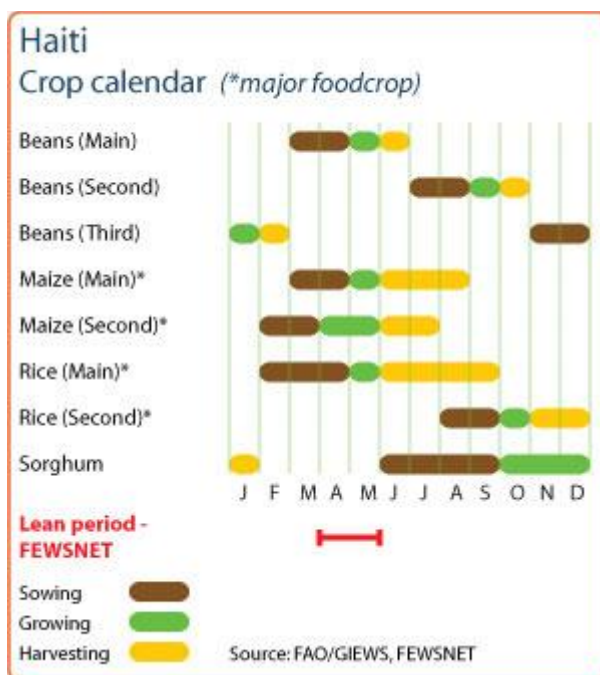 Haiti
Crop calendar (*major foodcrop)
Beans (Main)
Beans (Second)
Beans (Third)
Maize (Main)*
Maize (Second)*
Rice (Main)*
Rice (Second)*
Sorghum
J F M A M J J A S O N D
Lean period -
FEWSNET
Sowing
Growing
Harvesting
Source: FAO/GIEWS, FEWSNET